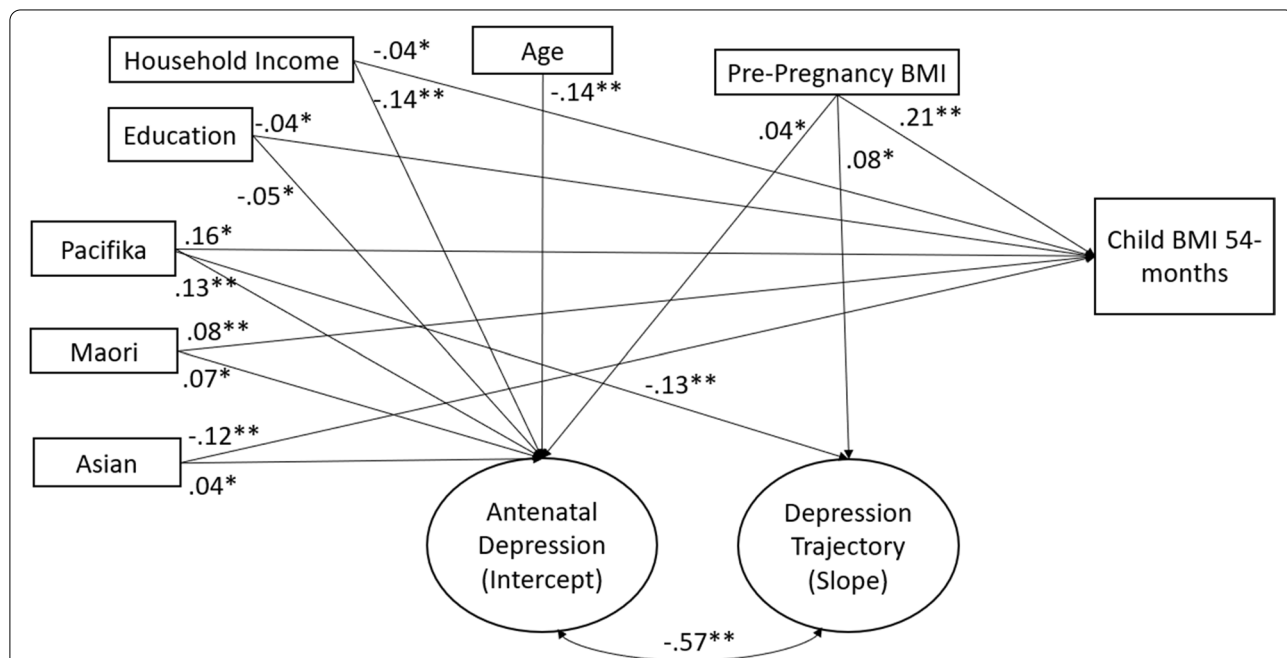 Household Income
-.04*
Age
Pre-Pregnancy BMI
-.14**
-.14**
.21**
Education
-.04*
.04*
.08*
-.05*
Pacifika
.16*
Child BMI 54-
months
.13**
Maori
.08**
.07*
-.13**
Asian
-.12**
.04*
Antenatal
Depression
(Intercept)
Depression
Trajectory
(Slope)
-.57**